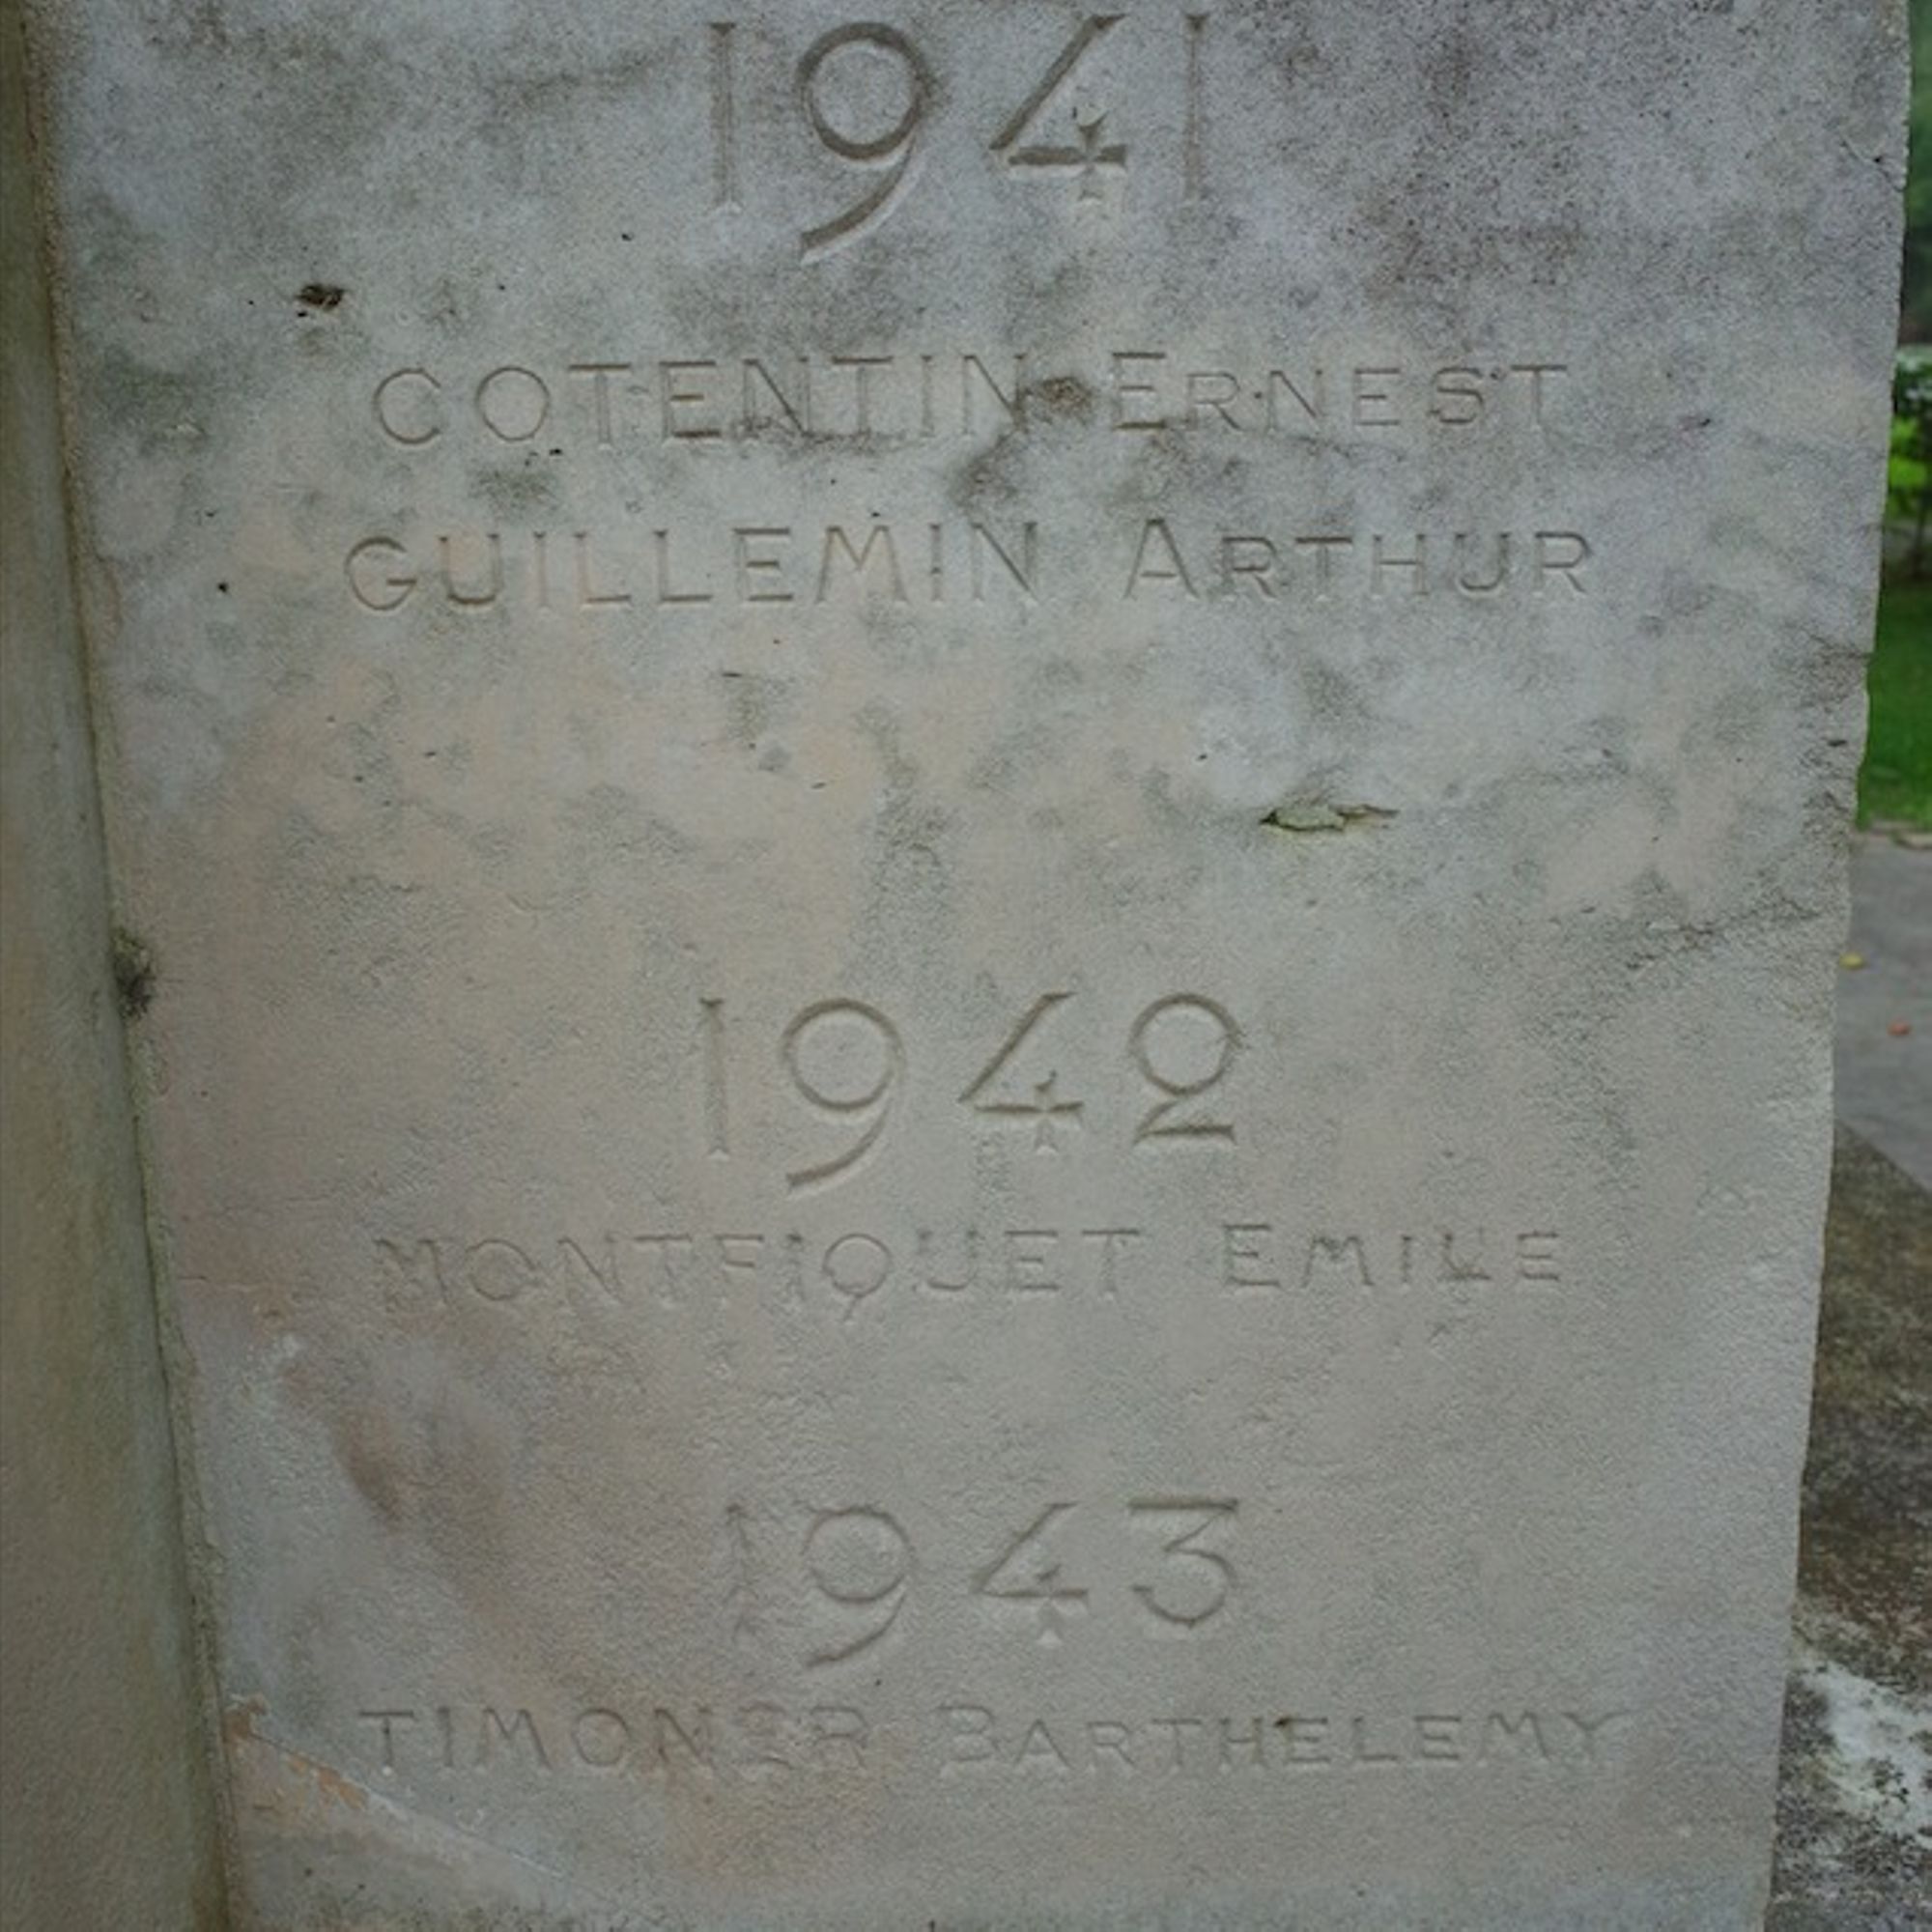 1941
COTENTIN ERNEST
GUILLEMIN ARTHUR
1942
MONTFIQUET EMILE
1943
TIMONER BARTHELEMY